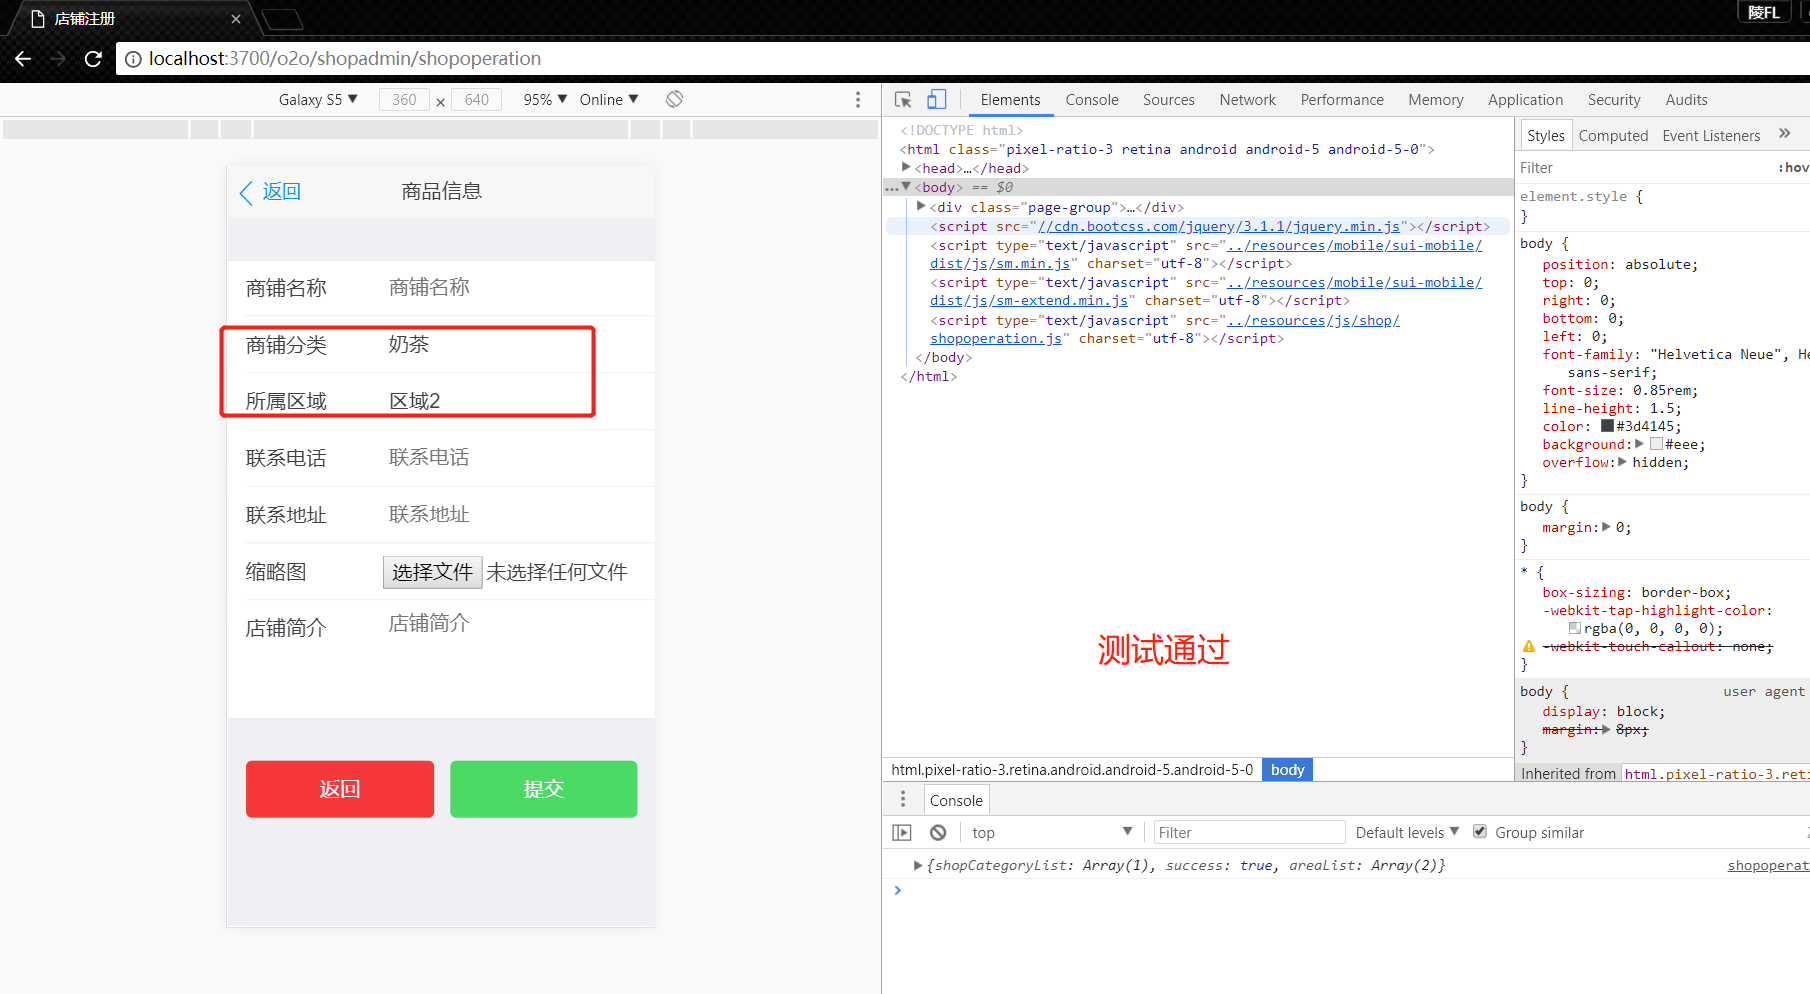 店铺注册
陵FL
localhost:3700/o2o/shopadmin/shopoperation
Galaxy S5 ▼ 360 × 640 95% ▼ Online ▼
返回 商品信息
商铺名称 商铺名称
商铺分类 奶茶
所属区域 区域2
联系电话 联系电话
联系地址 联系地址
缩略图 选择文件 未选择任何文件
店铺简介 店铺简介
返回 提交
Elements Console Sources Network Performance Memory Application Security Audits
<!DOCTYPE html>
<html class="pixel-ratio-3 retina android android-5 android-5-0">
<head>…</head>
…<body> == $0
<div class="page-group">…</div>
<script src="//cdn.bootcss.com/jquery/3.1.1/jquery.min.js"></script>
<script type="text/javascript" src="../resources/mobile/sui-mobile/
dist/js/sm.min.js" charset="utf-8"></script>
<script type="text/javascript" src="../resources/mobile/sui-mobile/
dist/js/sm-extend.min.js" charset="utf-8"></script>
<script type="text/javascript" src="../resources/js/shop/
shopoperation.js" charset="utf-8"></script>
</body>
</html>
测试通过
html.pixel-ratio-3.retina.android.android-5.android-5-0 body
Styles Computed Event Listeners »
Filter :hov
element.style {
}
body {
position: absolute;
top: 0;
right: 0;
bottom: 0;
left: 0;
font-family: "Helvetica Neue", He
sans-serif;
font-size: 0.85rem;
line-height: 1.5;
color: #3d4145;
background: #eee;
overflow: hidden;
}
body {
margin: 0;
}
* {
box-sizing: border-box;
-webkit-tap-highlight-color:
rgba(0, 0, 0, 0);
-webkit-touch-callout: none;
}
body { user agent
display: block;
margin: 8px;
}
Inherited from html.pixel-ratio-3.reti
Console
top ▼ Filter Default levels ▼ Group similar
{shopCategoryList: Array(1), success: true, areaList: Array(2)} shopoperat